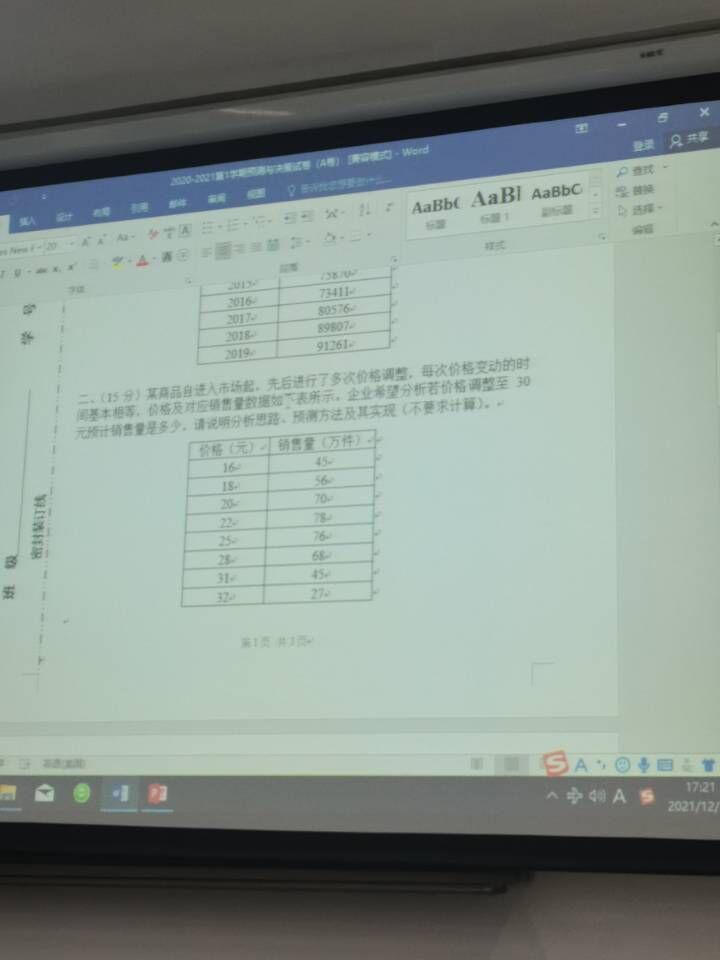 2020-2021第1学期预测与决策试卷（A卷） [兼容模式] - Word
登录 共享
插入 设计 布局 引用 邮件 审阅 视图
查找
替换
选择
编辑
AaBb( AaBl AaBbC
标题 标题 1 副标题
样式
字体
段落
2015 75870
2016 73411
2017 80576
2018 89807
2019 91261
学 号
班 级
密封装订线
二、（15 分）某商品自进入市场起，先后进行了多次价格调整，每次价格变动的时
间基本相等，价格及对应销售量数据如下表所示。企业希望分析若价格调整至 30
元预计销售量是多少。请说明分析思路、预测方法及其实现（不要求计算）。
价格（元） 销售量（万件）
16 45
18 56
20 70
22 78
25 76
28 68
31 45
32 27
第 1 页 共 3 页
英语(美国)
17:21
2021/12/